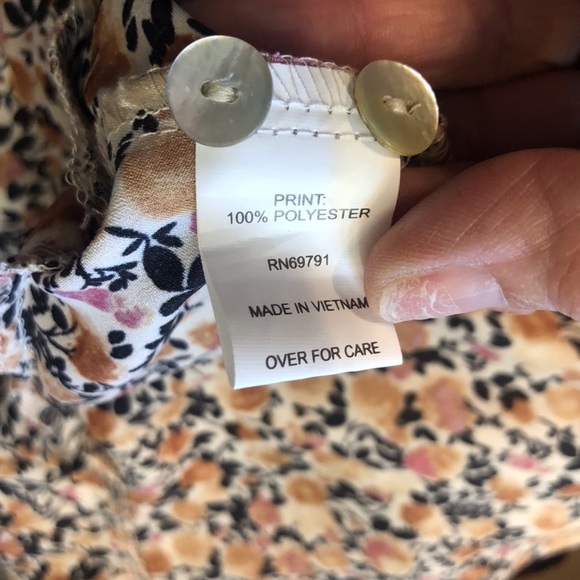 PRINT:
100% POLYESTER
RN69791
MADE IN VIETNAM
OVER FOR CARE